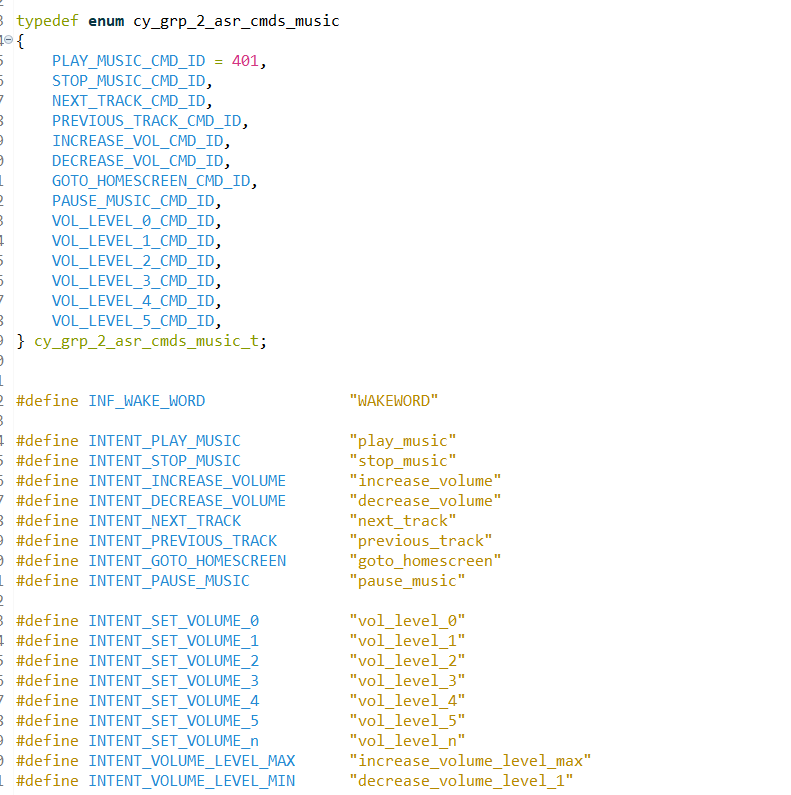 typedef enum cy_grp_2_asr_cmds_music
{
    PLAY_MUSIC_CMD_ID = 401,
    STOP_MUSIC_CMD_ID,
    NEXT_TRACK_CMD_ID,
    PREVIOUS_TRACK_CMD_ID,
    INCREASE_VOL_CMD_ID,
    DECREASE_VOL_CMD_ID,
    GOTO_HOMESCREEN_CMD_ID,
    PAUSE_MUSIC_CMD_ID,
    VOL_LEVEL_0_CMD_ID,
    VOL_LEVEL_1_CMD_ID,
    VOL_LEVEL_2_CMD_ID,
    VOL_LEVEL_3_CMD_ID,
    VOL_LEVEL_4_CMD_ID,
    VOL_LEVEL_5_CMD_ID,
} cy_grp_2_asr_cmds_music_t;
#define INF_WAKE_WORD                "WAKEWORD"
#define INTENT_PLAY_MUSIC            "play_music"
#define INTENT_STOP_MUSIC            "stop_music"
#define INTENT_INCREASE_VOLUME       "increase_volume"
#define INTENT_DECREASE_VOLUME       "decrease_volume"
#define INTENT_NEXT_TRACK            "next_track"
#define INTENT_PREVIOUS_TRACK        "previous_track"
#define INTENT_GOTO_HOMESCREEN       "goto_homescreen"
#define INTENT_PAUSE_MUSIC           "pause_music"
#define INTENT_SET_VOLUME_0          "vol_level_0"
#define INTENT_SET_VOLUME_1          "vol_level_1"
#define INTENT_SET_VOLUME_2          "vol_level_2"
#define INTENT_SET_VOLUME_3          "vol_level_3"
#define INTENT_SET_VOLUME_4          "vol_level_4"
#define INTENT_SET_VOLUME_5          "vol_level_5"
#define INTENT_SET_VOLUME_n          "vol_level_n"
#define INTENT_VOLUME_LEVEL_MAX      "increase_volume_level_max"
#define INTENT_VOLUME_LEVEL_MIN      "decrease_volume_level_1"